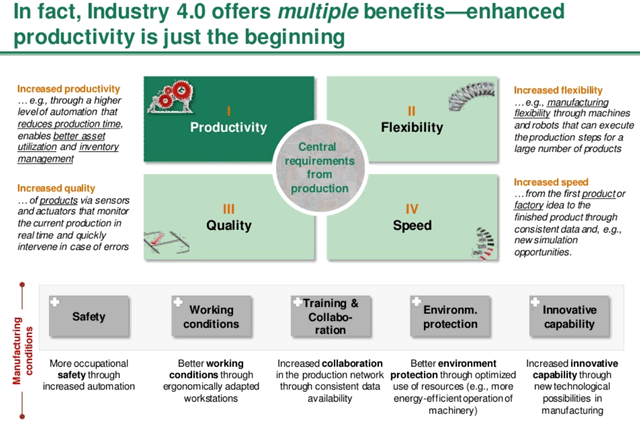 In fact, Industry 4.0 offers multiple benefits—enhanced
productivity is just the beginning
Increased productivity
… e.g., through a higher
level of automation that
reduces production time,
enables better asset
utilization and inventory
management
Increased quality
… of products via sensors
and actuators that monitor
the current production in
real time and quickly
intervene in case of errors
I
Productivity
II
Flexibility
Central
requirements
from
production
III
Quality
IV
Speed
Increased flexibility
… e.g., manufacturing
flexibility through machines
and robots that can execute
the production steps for a
large number of products
Increased speed
… from the first product or
factory idea to the
finished product through
consistent data and, e.g.,
new simulation
opportunities.
Manufacturing
conditions
Safety
More occupational
safety through
increased automation
Working
conditions
Better working
conditions through
ergonomically adapted
workstations
Training &
Collabo-
ration
Increased collaboration
in the production network
through consistent data
availability
Environm.
protection
Better environment
protection through optimized
use of resources (e.g., more
energy-efficient operation of
machinery)
Innovative
capability
Increased innovative
capability through
new technological
possibilities in
manufacturing